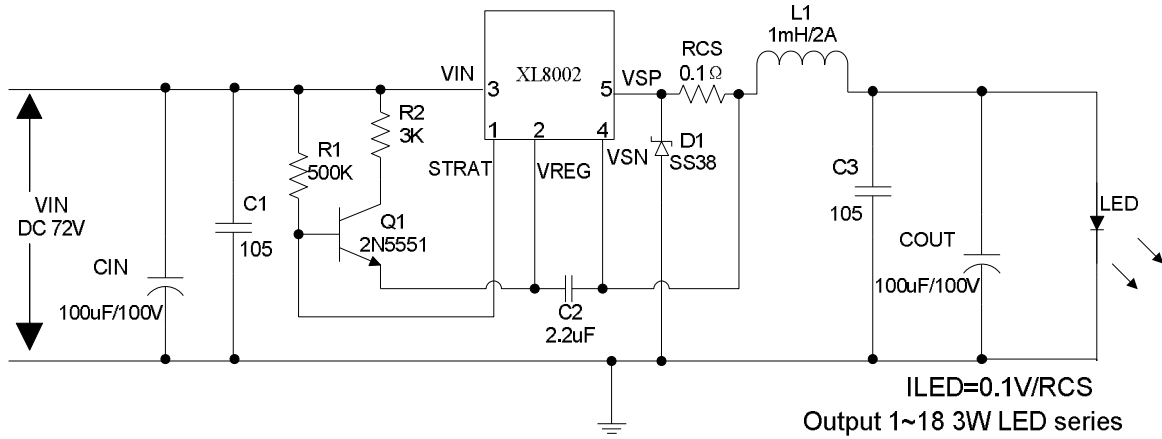 L1
1mH/2A
RCS
0.1Ω
XL8002
VIN
3
5
VSP
1
2
4
R2
3K
R1
500K
STRAT
VREG
VSN
D1
SS38
C3
105
VIN
DC 72V
C1
105
Q1
2N5551
LED
CIN
100uF/100V
COUT
100uF/100V
C2
2.2uF
ILED=0.1V/RCS
Output 1~18 3W LED series